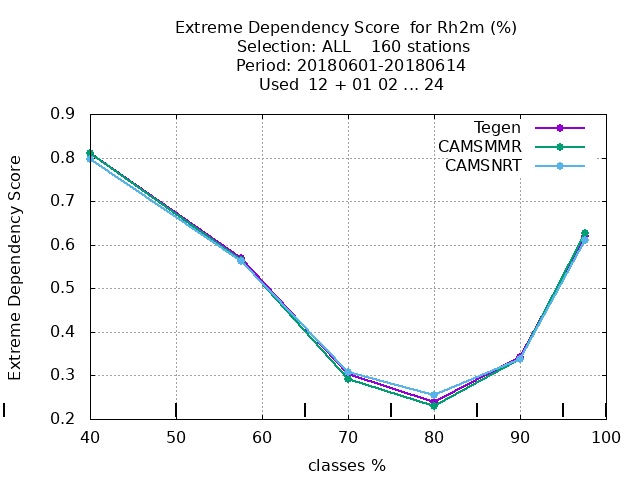 Extreme Dependency Score  for Rh2m (%)
Selection: ALL    160 stations
Period: 20180601-20180614
Used  12 + 01 02 ... 24
Tegen
CAMSMMR
CAMSNRT
Extreme Dependency Score
0.9
0.8
0.7
0.6
0.5
0.4
0.3
0.2
40 50 60 70 80 90 100
classes %